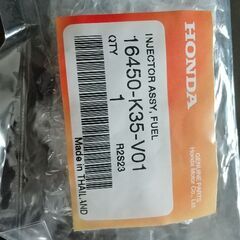 HONDA
GENUINE PARTS
Honda Motor Co., Ltd.
INJECTOR ASSY,FUEL
16450-K35-V01
QTY 1
R2S23
Made in THAILAND